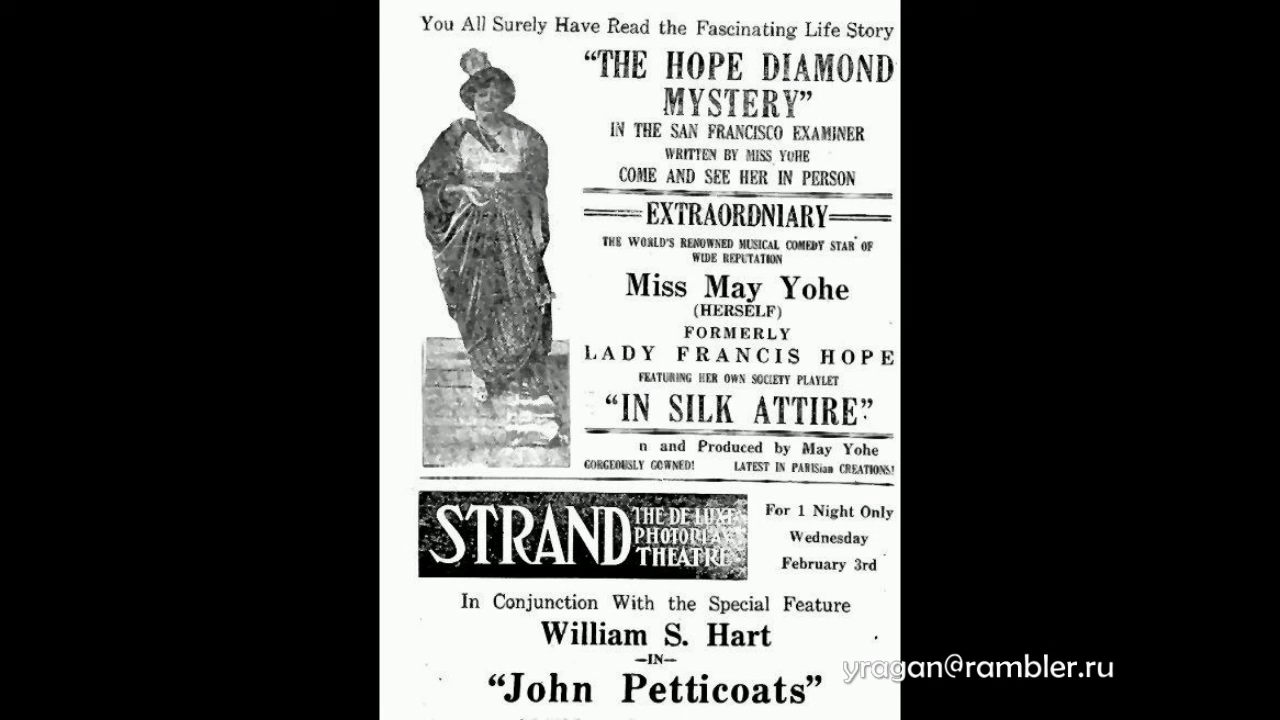 You All Surely Have Read the Fascinating Life Story
“THE HOPE DIAMOND
MYSTERY”
IN THE SAN FRANCISCO EXAMINER
WRITTEN BY MISS YOHE
COME AND SEE HER IN PERSON
EXTRAORDNIARY
THE WORLD'S RENOWNED MUSICAL COMEDY STAR OF
WIDE REPUTATION
Miss May Yohe
(HERSELF)
FORMERLY
LADY FRANCIS HOPE
FEATURING HER OWN SOCIETY PLAYLET
“IN SILK ATTIRE”
n and Produced by May Yohe
GORGEOUSLY GOWNED! LATEST IN PARISian CREATIONS!
STRAND THE DE LUXE
PHOTOPLAY
THEATRE
For 1 Night Only
Wednesday
February 3rd
In Conjunction With the Special Feature
William S. Hart
—IN—
“John Petticoats”
yragan@rambler.ru